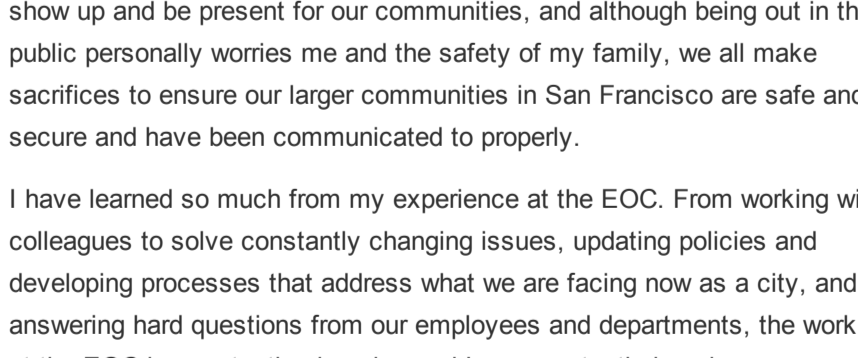 show up and be present for our communities, and although being out in th
public personally worries me and the safety of my family, we all make
sacrifices to ensure our larger communities in San Francisco are safe and
secure and have been communicated to properly.
I have learned so much from my experience at the EOC. From working wi
colleagues to solve constantly changing issues, updating policies and
developing processes that address what we are facing now as a city, and
answering hard questions from our employees and departments, the work